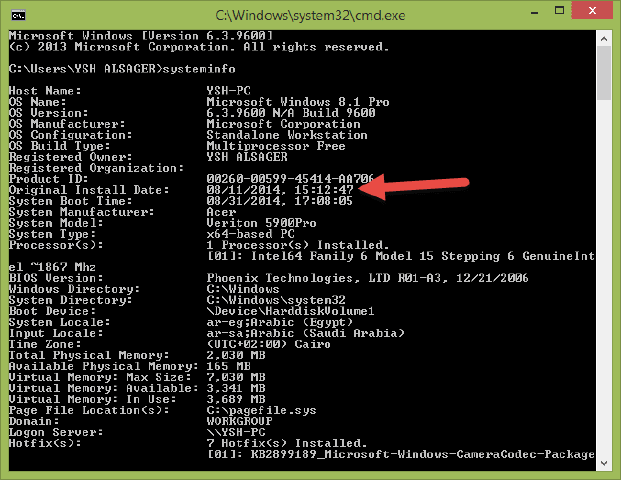 C:\Windows\system32\cmd.exe
Microsoft Windows [Version 6.3.9600]
(c) 2013 Microsoft Corporation. All rights reserved.
C:\Users\YSH ALSAGER>systeminfo
Host Name: YSH-PC
OS Name: Microsoft Windows 8.1 Pro
OS Version: 6.3.9600 N/A Build 9600
OS Manufacturer: Microsoft Corporation
OS Configuration: Standalone Workstation
OS Build Type: Multiprocessor Free
Registered Owner: YSH ALSAGER
Registered Organization:
Product ID: 00260-00599-45414-AA706
Original Install Date: 08/11/2014, 15:12:47
System Boot Time: 08/31/2014, 17:08:05
System Manufacturer: Acer
System Model: Veriton 5900Pro
System Type: x64-based PC
Processor(s): 1 Processor(s) Installed.
[01]: Intel64 Family 6 Model 15 Stepping 6 GenuineInt
el ~1867 Mhz
BIOS Version: Phoenix Technologies, LTD R01-A3, 12/21/2006
Windows Directory: C:\Windows
System Directory: C:\Windows\system32
Boot Device: \Device\HarddiskVolume1
System Locale: ar-eg;Arabic (Egypt)
Input Locale: ar-sa;Arabic (Saudi Arabia)
Time Zone: (UTC+02:00) Cairo
Total Physical Memory: 2,030 MB
Available Physical Memory: 165 MB
Virtual Memory: Max Size: 7,030 MB
Virtual Memory: Available: 3,341 MB
Virtual Memory: In Use: 3,689 MB
Page File Location(s): C:\pagefile.sys
Domain: WORKGROUP
Logon Server: \\YSH-PC
Hotfix(s): 7 Hotfix(s) Installed.
[01]: KB2899189_Microsoft-Windows-CameraCodec-Package